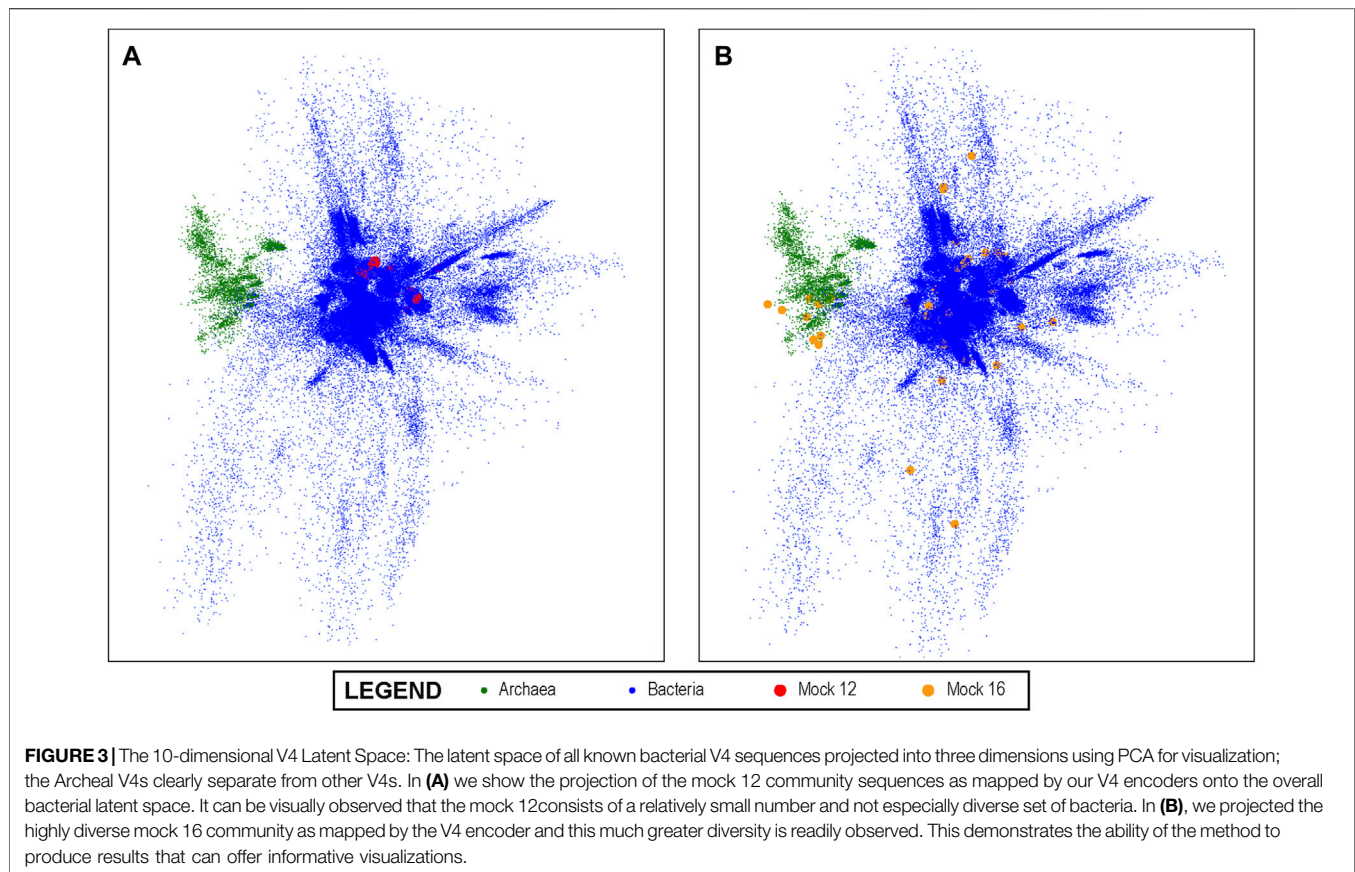 A
B
LEGEND Archaea Bacteria Mock 12 Mock 16
FIGURE 3 | The 10-dimensional V4 Latent Space: The latent space of all known bacterial V4 sequences projected into three dimensions using PCA for visualization;
the Archeal V4s clearly separate from other V4s. In (A) we show the projection of the mock 12 community sequences as mapped by our V4 encoders onto the overall
bacterial latent space. It can be visually observed that the mock 12consists of a relatively small number and not especially diverse set of bacteria. In (B), we projected the
highly diverse mock 16 community as mapped by the V4 encoder and this much greater diversity is readily observed. This demonstrates the ability of the method to
produce results that can offer informative visualizations.